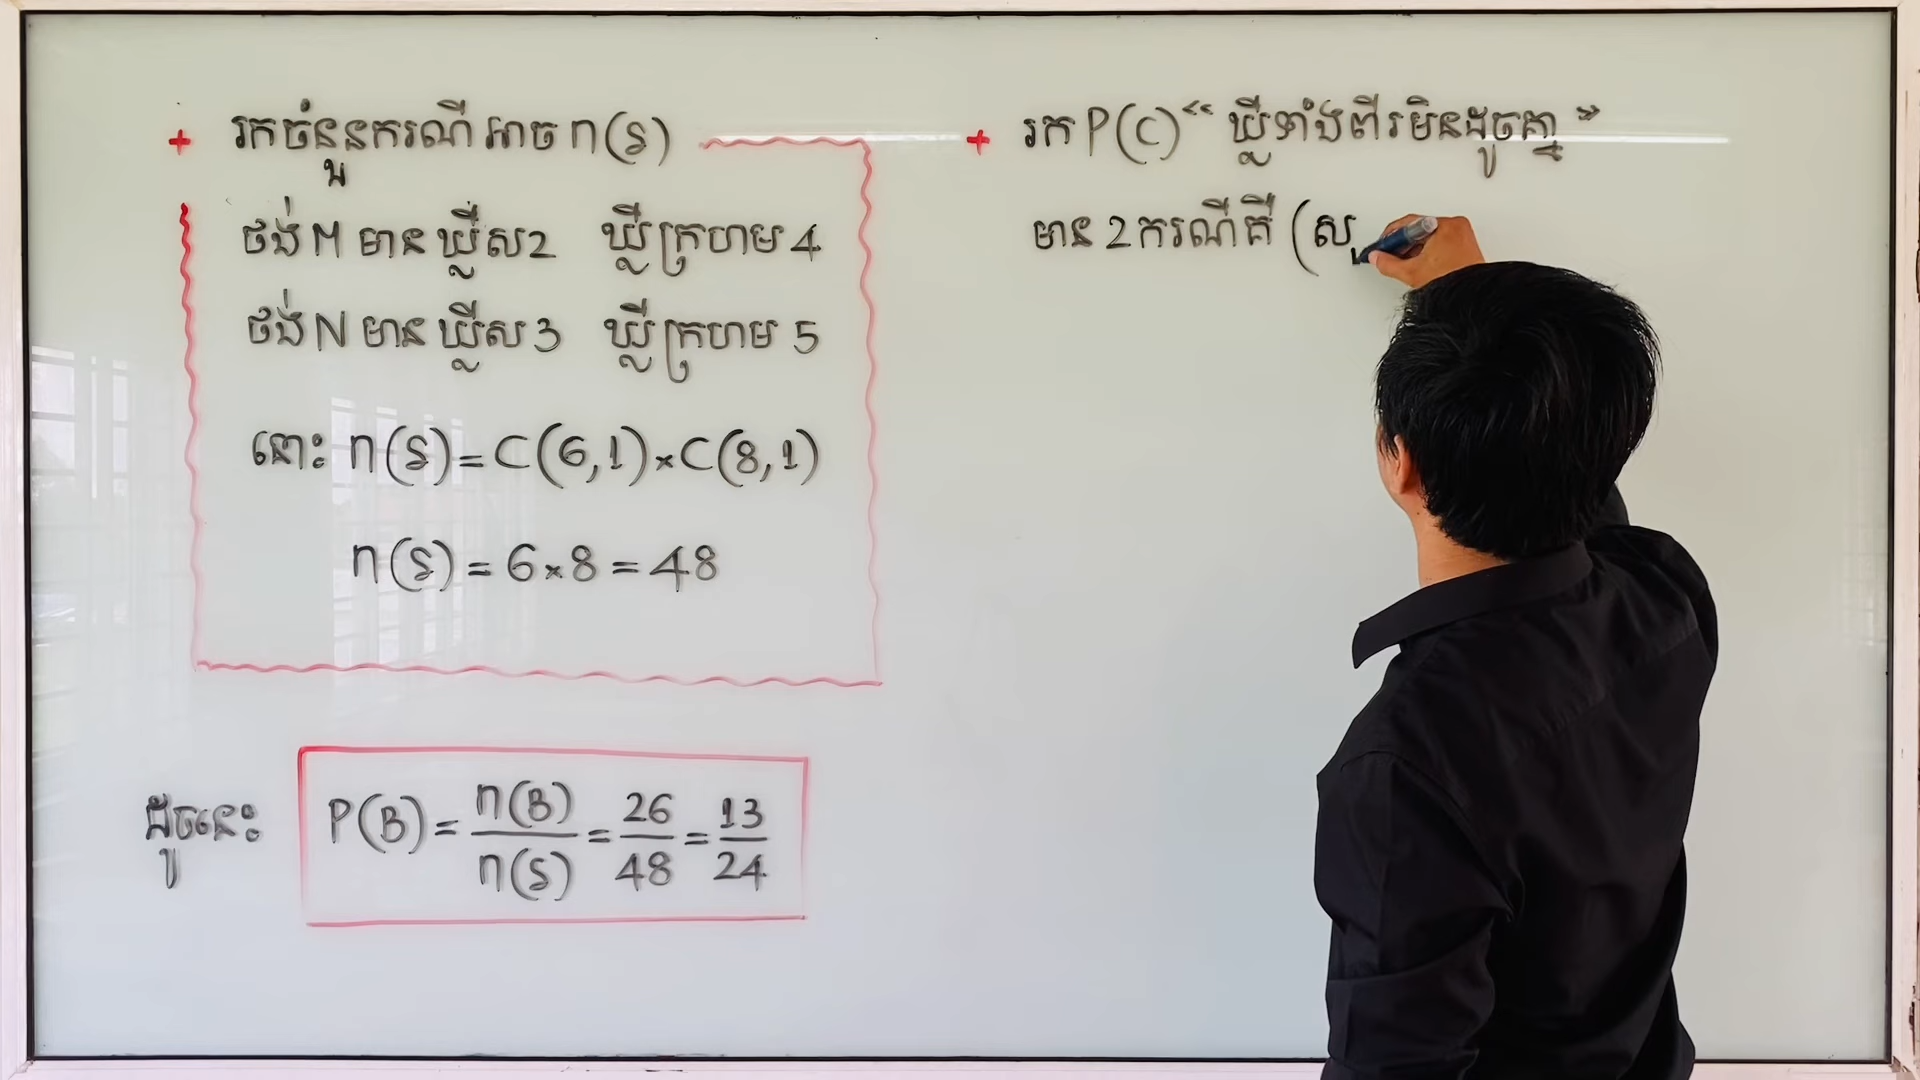 + រកចំនួនករណីអាច n(S)
ថង់ M មាន ឃ្លីស 2 ឃ្លីក្រហម 4
ថង់ N មាន ឃ្លីស 3 ឃ្លីក្រហម 5
នោះ n(S) = C(6,1) × C(8,1)
n(S) = 6 × 8 = 48
ដូចនេះ P(B) = n(B)/n(S) = 26/48 = 13/24
+ រក P(C) “ ឃ្លីទាំងពីរមិនដូចគ្នា ”
មាន 2 ករណីគឺ (ស,